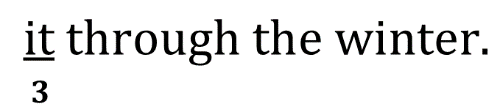 it through the winter.
3